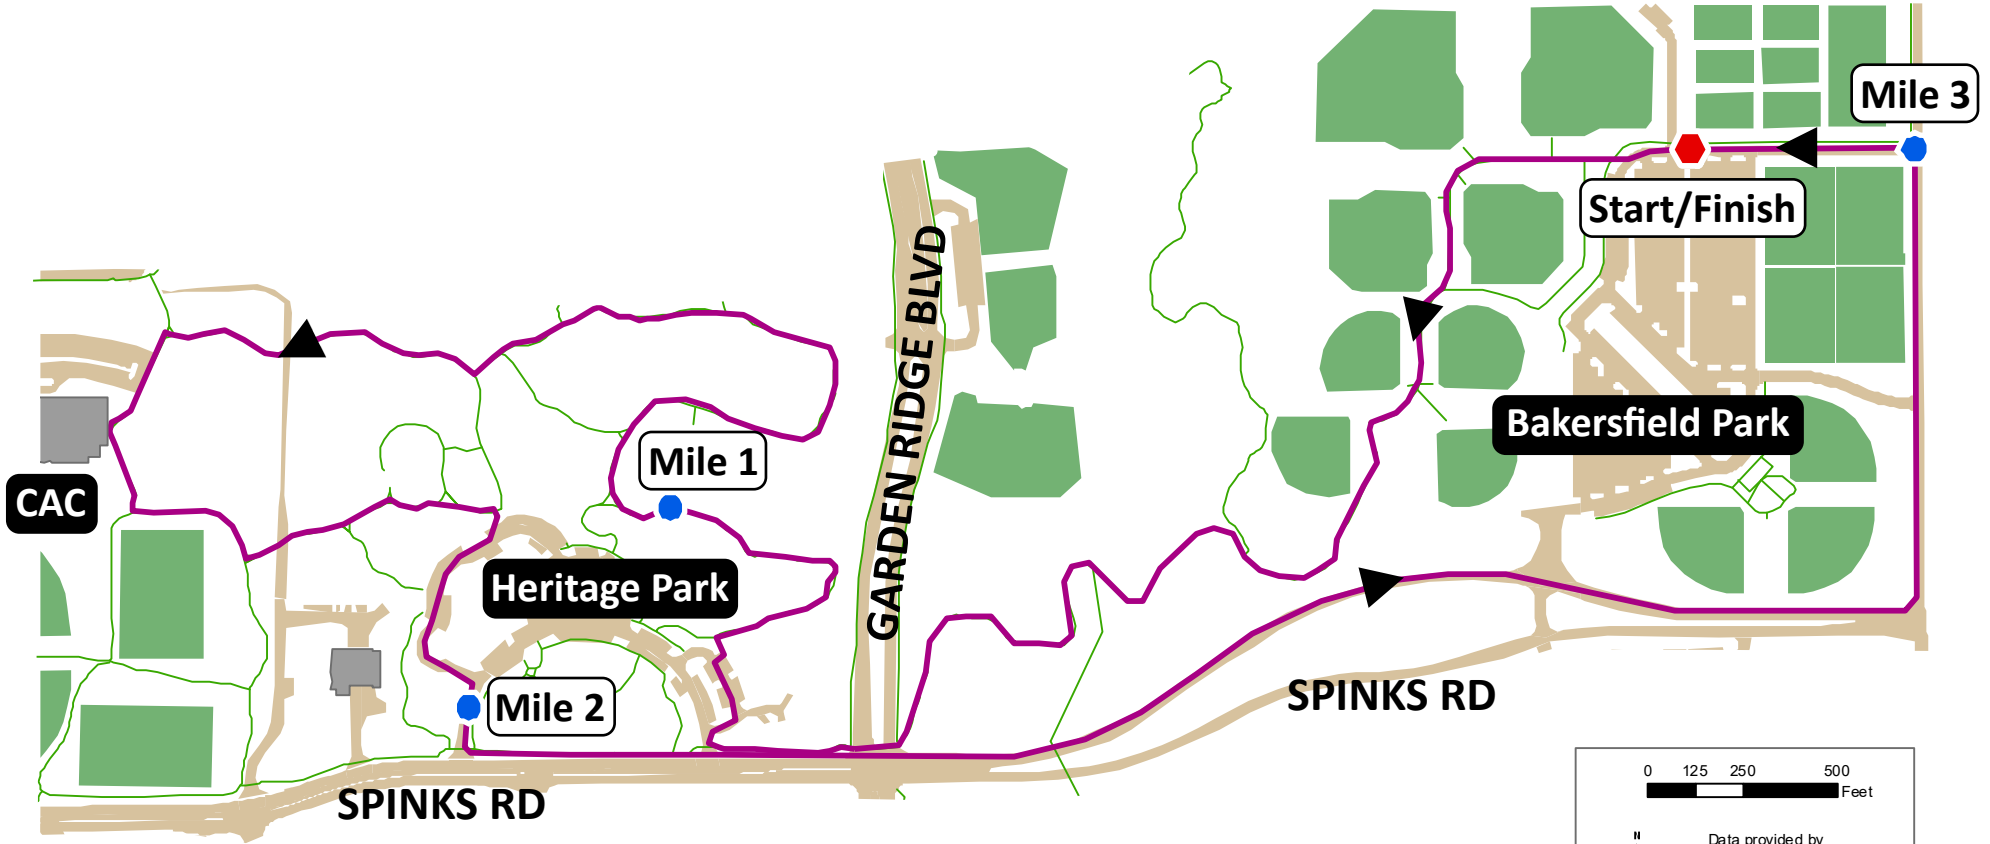 Mile 3
Start/Finish
GARDEN RIDGE BLVD
Bakersfield Park
Mile 1
CAC
Heritage Park
Mile 2
SPINKS RD
SPINKS RD
0 125 250 500
Feet
N
Data provided by